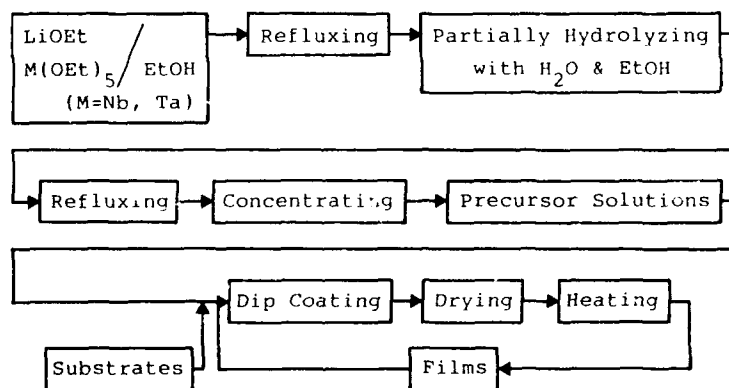 LiOEt
M(OEt)5/EtOH
(M=Nb, Ta)
Refluxing
Partially Hydrolyzing
with H2O & EtOH
Refluxing
Concentrating
Precursor Solutions
Dip Coating
Drying
Heating
Substrates
Films